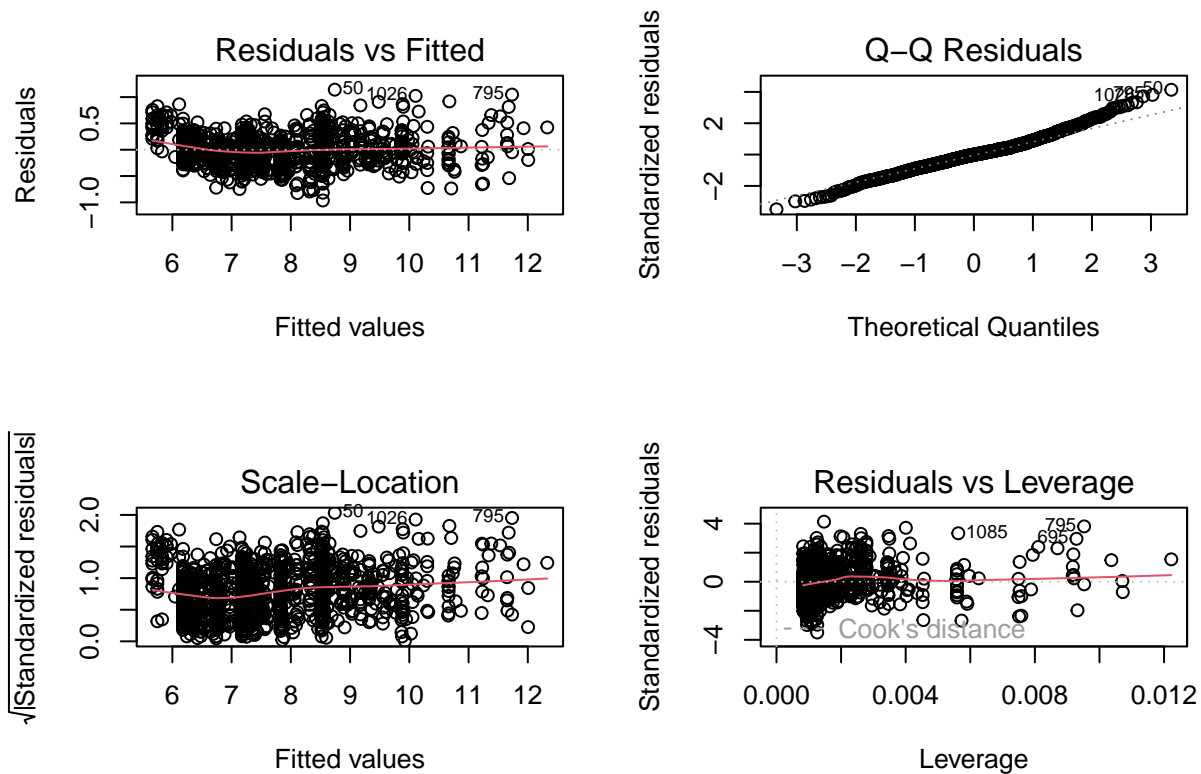 Residuals vs Fitted
Residuals
0.5
−1.0
50
1026
795
6 7 8 9 10 11 12
Fitted values
Q−Q Residuals
Standardized residuals
2
−2
795
50
−3 −2 −1 0 1 2 3
Theoretical Quantiles
Scale−Location
√|Standardized residuals|
2.0
1.0
0.0
50
1026
795
6 7 8 9 10 11 12
Fitted values
Residuals vs Leverage
Standardized residuals
4
0
−4
795
695
1085
Cook's distance
0.000 0.004 0.008 0.012
Leverage